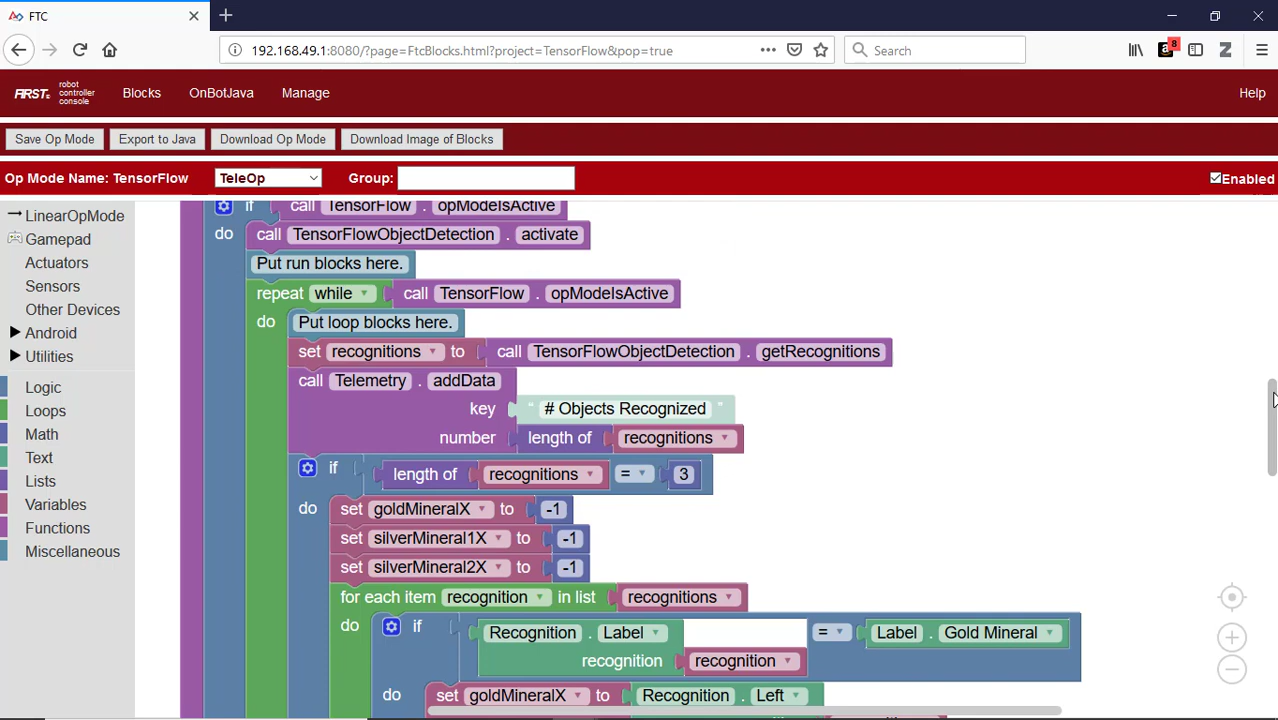 FTC
192.168.49.1:8080/?page=FtcBlocks.html?project=TensorFlow&pop=true
Search
8
FIRST
robot
controller
console
Blocks
OnBotJava
Manage
Help
Save Op Mode
Export to Java
Download Op Mode
Download Image of Blocks
Op Mode Name: TensorFlow
TeleOp
Group:
Enabled
LinearOpMode
Gamepad
Actuators
Sensors
Other Devices
Android
Utilities
Logic
Loops
Math
Text
Lists
Variables
Functions
Miscellaneous
if call TensorFlow . opModeIsActive
do call TensorFlowObjectDetection . activate
Put run blocks here.
repeat while call TensorFlow . opModeIsActive
do Put loop blocks here.
set recognitions to call TensorFlowObjectDetection . getRecognitions
call Telemetry . addData
key “ # Objects Recognized ”
number length of recognitions
if length of recognitions = 3
do set goldMineralX to -1
set silverMineral1X to -1
set silverMineral2X to -1
for each item recognition in list recognitions
do if Recognition . Label = Label . Gold Mineral
recognition recognition
do set goldMineralX to Recognition . Left